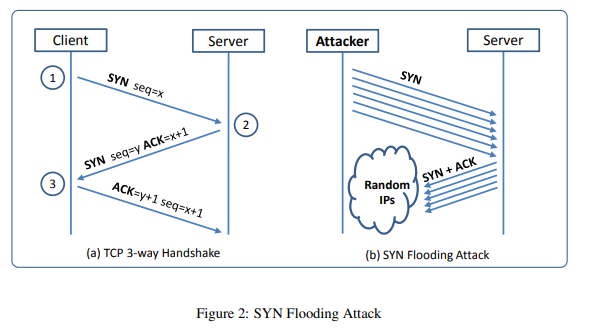 Client
Server
1
SYN seq=x
2
SYN seq=y ACK=x+1
3
ACK=y+1 seq=x+1
(a) TCP 3-way Handshake
Attacker
Server
SYN
SYN + ACK
Random
IPs
(b) SYN Flooding Attack
Figure 2: SYN Flooding Attack